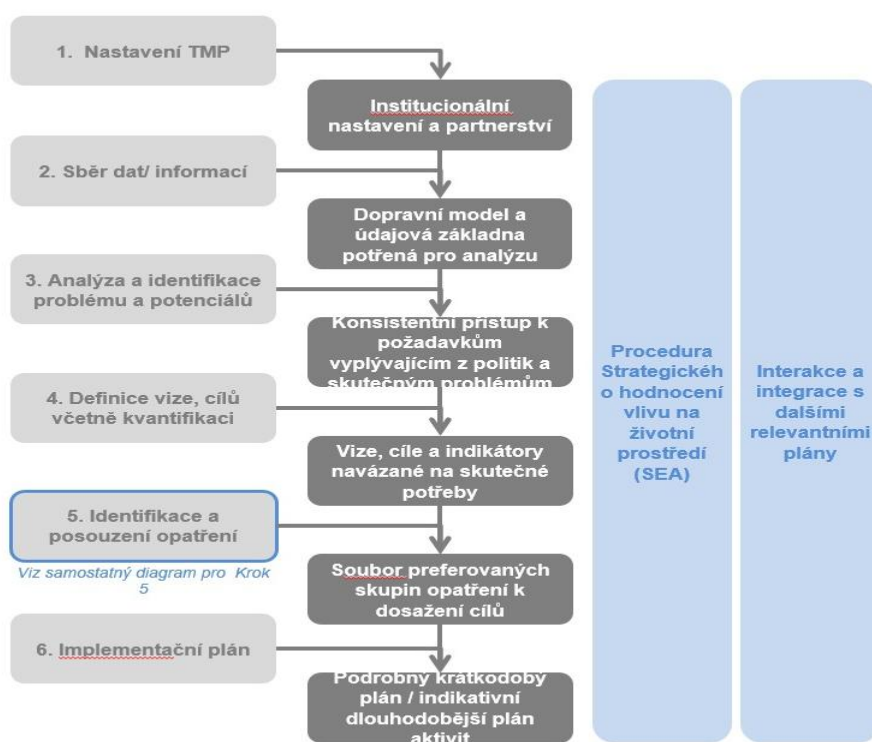 1. Nastavení TMP
Institucionální
nastavení a partnerství
2. Sběr dat/ informací
Dopravní model a
údajová základna
potřená pro analýzu
3. Analýza a identifikace
problému a potenciálů
Konsistentní přístup k
požadavkům
vyplývajícím z politik a
skutečným problémům
4. Definice vize, cílů
včetně kvantifikaci
Vize, cíle a indikátory
navázané na skutečné
potřeby
5. Identifikace a
posouzení opatření
Viz samostatný diagram pro Krok
5
Soubor preferovaných
skupin opatření k
dosažení cílů
6. Implementační plán
Podrobný krátkodoby
plán / indikativní
dlouhodobější plán
aktivit
Procedura
Strategickéh
o hodnocení
vlivu na
životní
prostředí
(SEA)
Interakce a
integrace s
dalšími
relevantními
plány